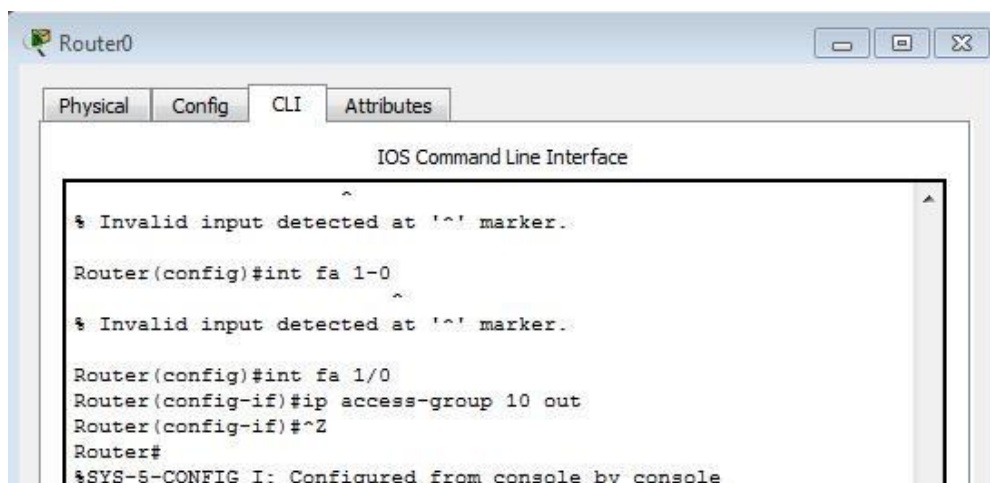 Router0
Physical Config CLI Attributes
IOS Command Line Interface
^
% Invalid input detected at '^' marker.
Router(config)#int fa 1-0
^
% Invalid input detected at '^' marker.
Router(config)#int fa 1/0
Router(config-if)#ip access-group 10 out
Router(config-if)#^Z
Router#
%SYS-5-CONFIG_I: Configured from console by console